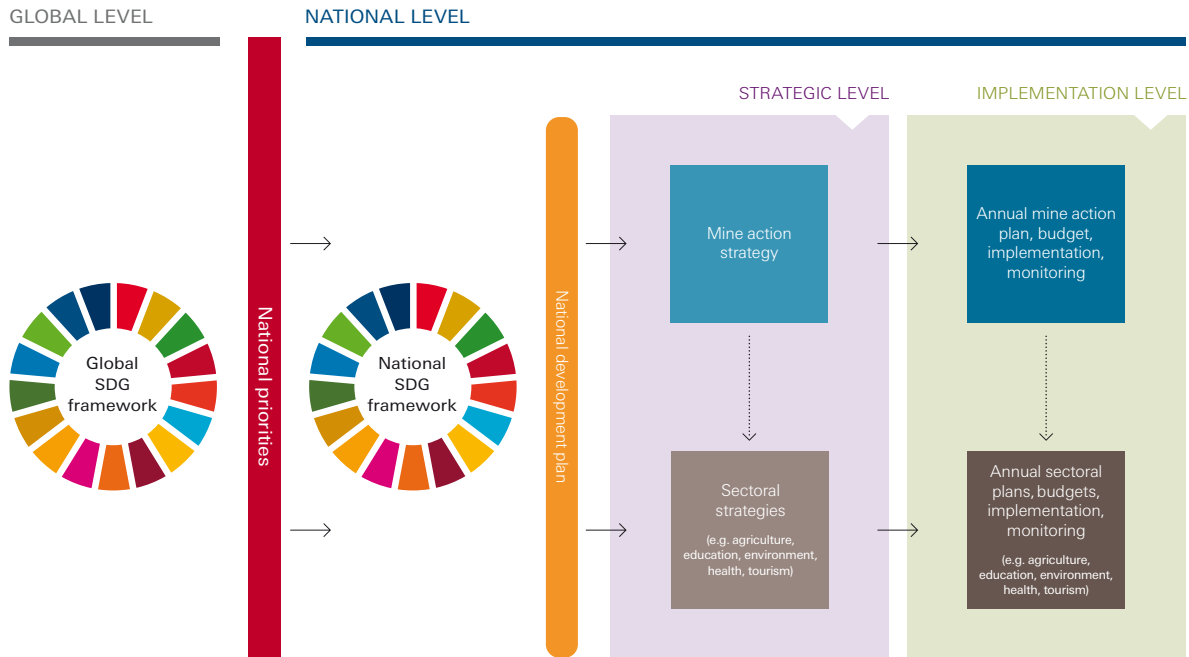 GLOBAL LEVEL
NATIONAL LEVEL
STRATEGIC LEVEL
IMPLEMENTATION LEVEL
Global
SDG
framework
National priorities
National
SDG
framework
National development plan
Mine action
strategy
Annual mine action
plan, budget,
implementation,
monitoring
Sectoral
strategies
(e.g. agriculture,
education, environment,
health, tourism)
Annual sectoral
plans, budgets,
implementation,
monitoring
(e.g. agriculture,
education, environment,
health, tourism)